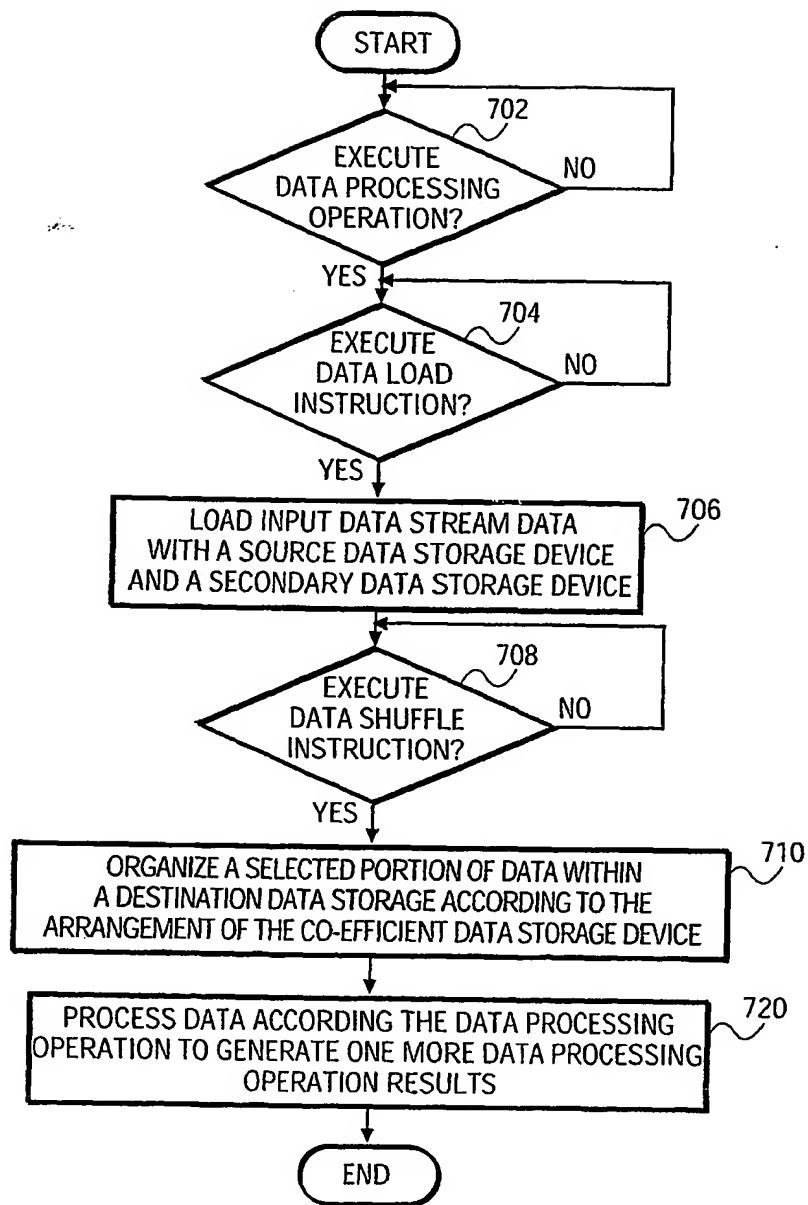 START
702
EXECUTE
DATA PROCESSING
OPERATION?
NO
YES
704
EXECUTE
DATA LOAD
INSTRUCTION?
NO
YES
706
LOAD INPUT DATA STREAM DATA
WITH A SOURCE DATA STORAGE DEVICE
AND A SECONDARY DATA STORAGE DEVICE
708
EXECUTE
DATA SHUFFLE
INSTRUCTION?
NO
YES
710
ORGANIZE A SELECTED PORTION OF DATA WITHIN
A DESTINATION DATA STORAGE ACCORDING TO THE
ARRANGEMENT OF THE CO-EFFICIENT DATA STORAGE DEVICE
720
PROCESS DATA ACCORDING THE DATA PROCESSING
OPERATION TO GENERATE ONE MORE DATA PROCESSING
OPERATION RESULTS
END